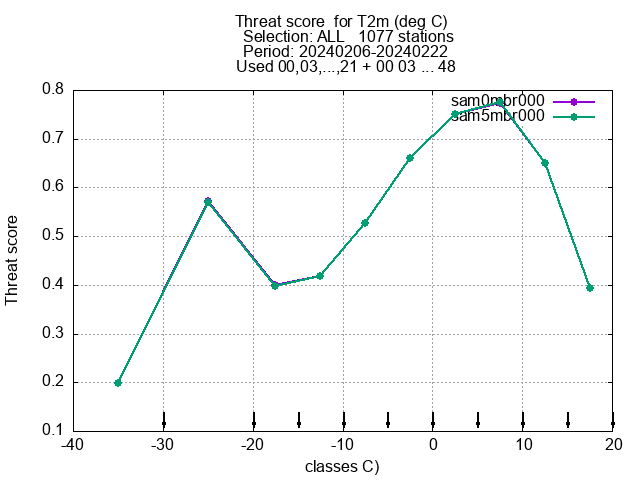 Threat score  for T2m (deg C)
Selection: ALL   1077 stations
Period: 20240206-20240222
Used 00,03,...,21 + 00 03 ... 48
sam0mbr000
sam5mbr000
0.8
0.7
0.6
0.5
0.4
0.3
0.2
0.1
Threat score
-40 -30 -20 -10 0 10 20
classes C)